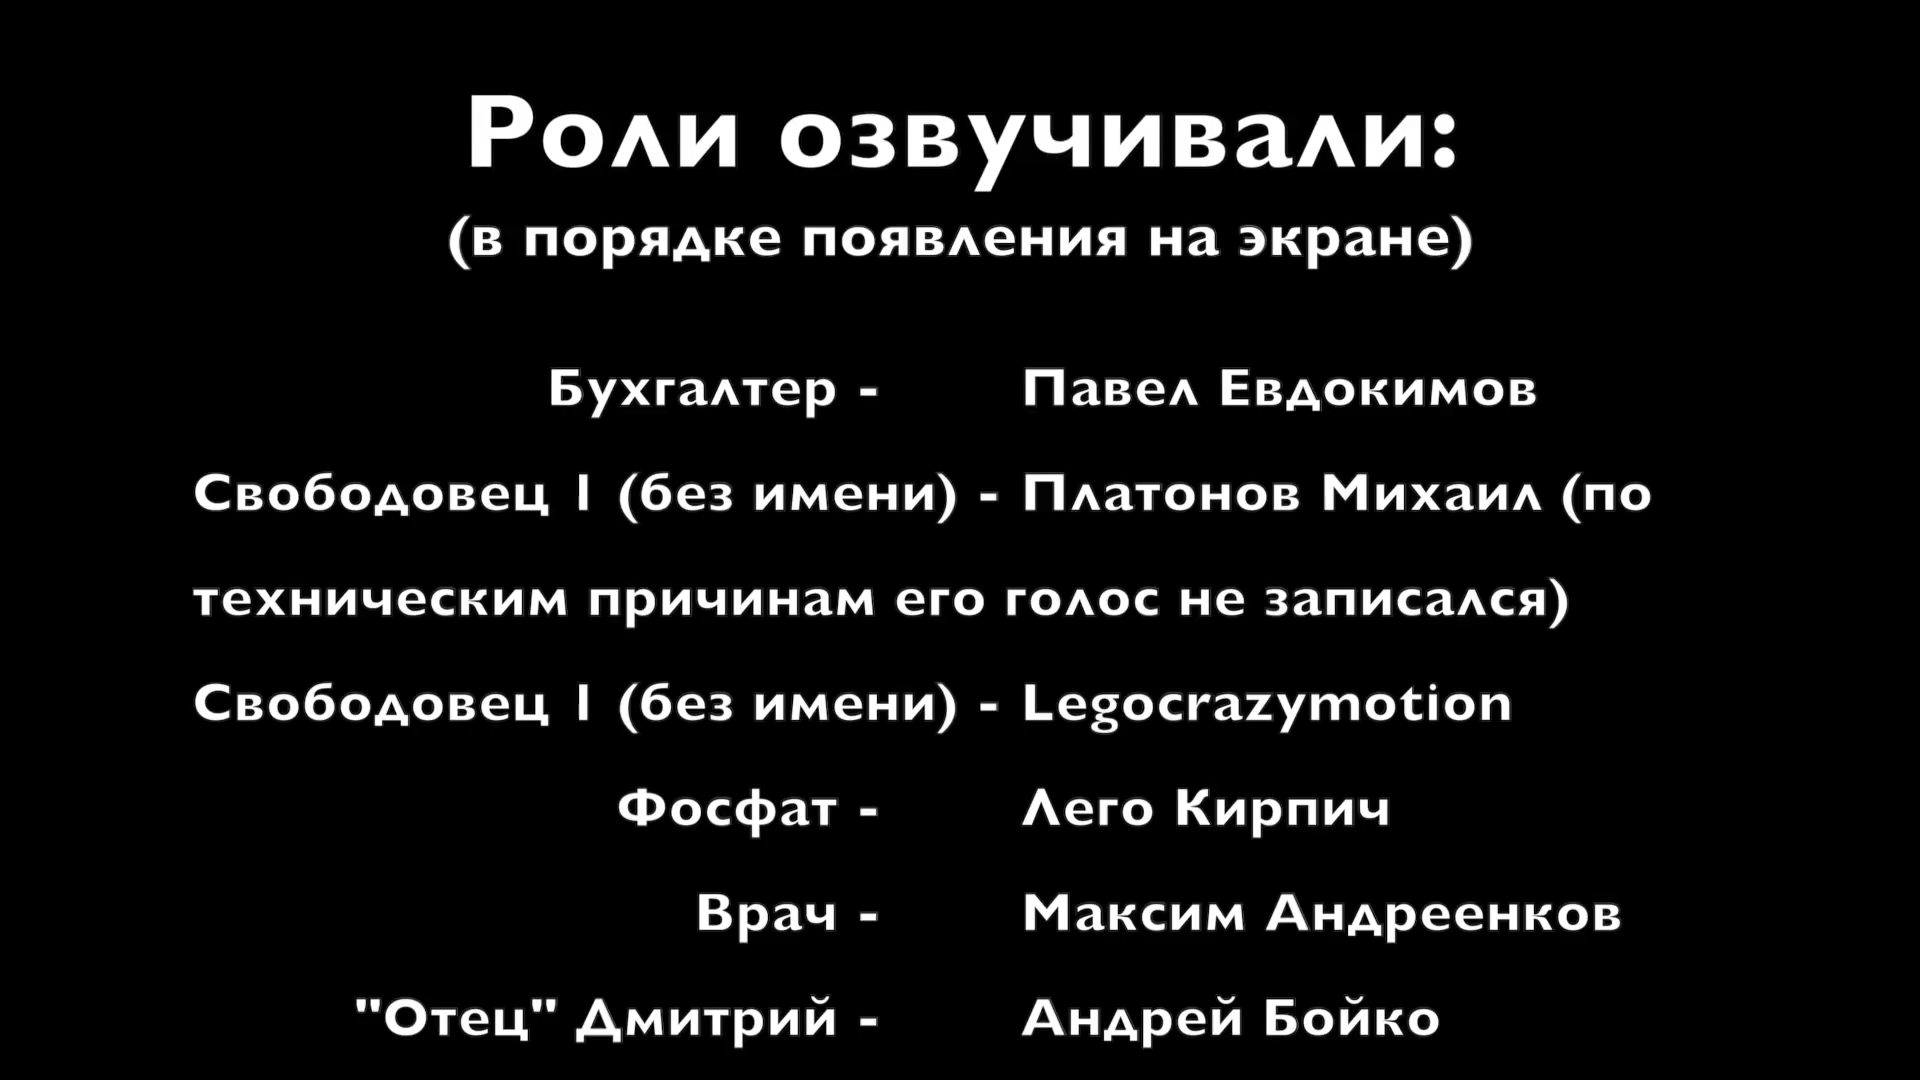 Роли озвучивали:
(в порядке появления на экране)
Бухгалтер - Павел Евдокимов
Свободовец 1 (без имени) - Платонов Михаил (по
техническим причинам его голос не записался)
Свободовец 1 (без имени) - Legocrazymotion
Фосфат - Лего Кирпич
Врач - Максим Андреенков
"Отец" Дмитрий - Андрей Бойко